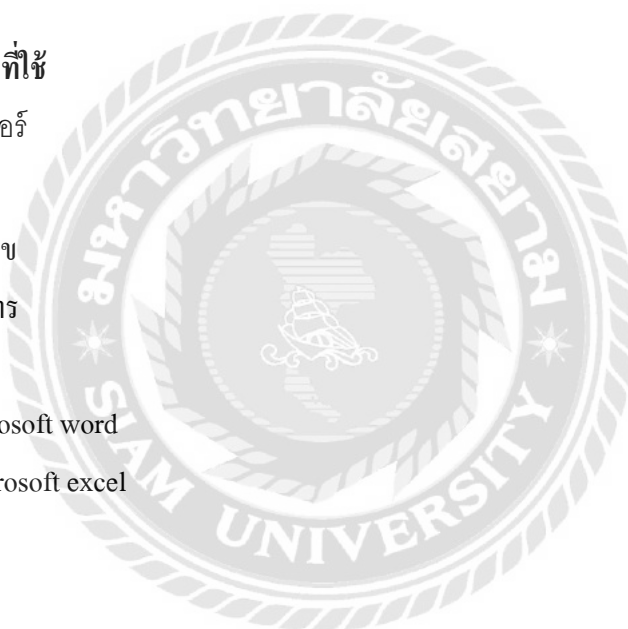 ที่ใช้
อร์
มหาวิทยาลัยสยาม
ข
าร
osoft word
rosoft excel
SIAM UNIVERSITY